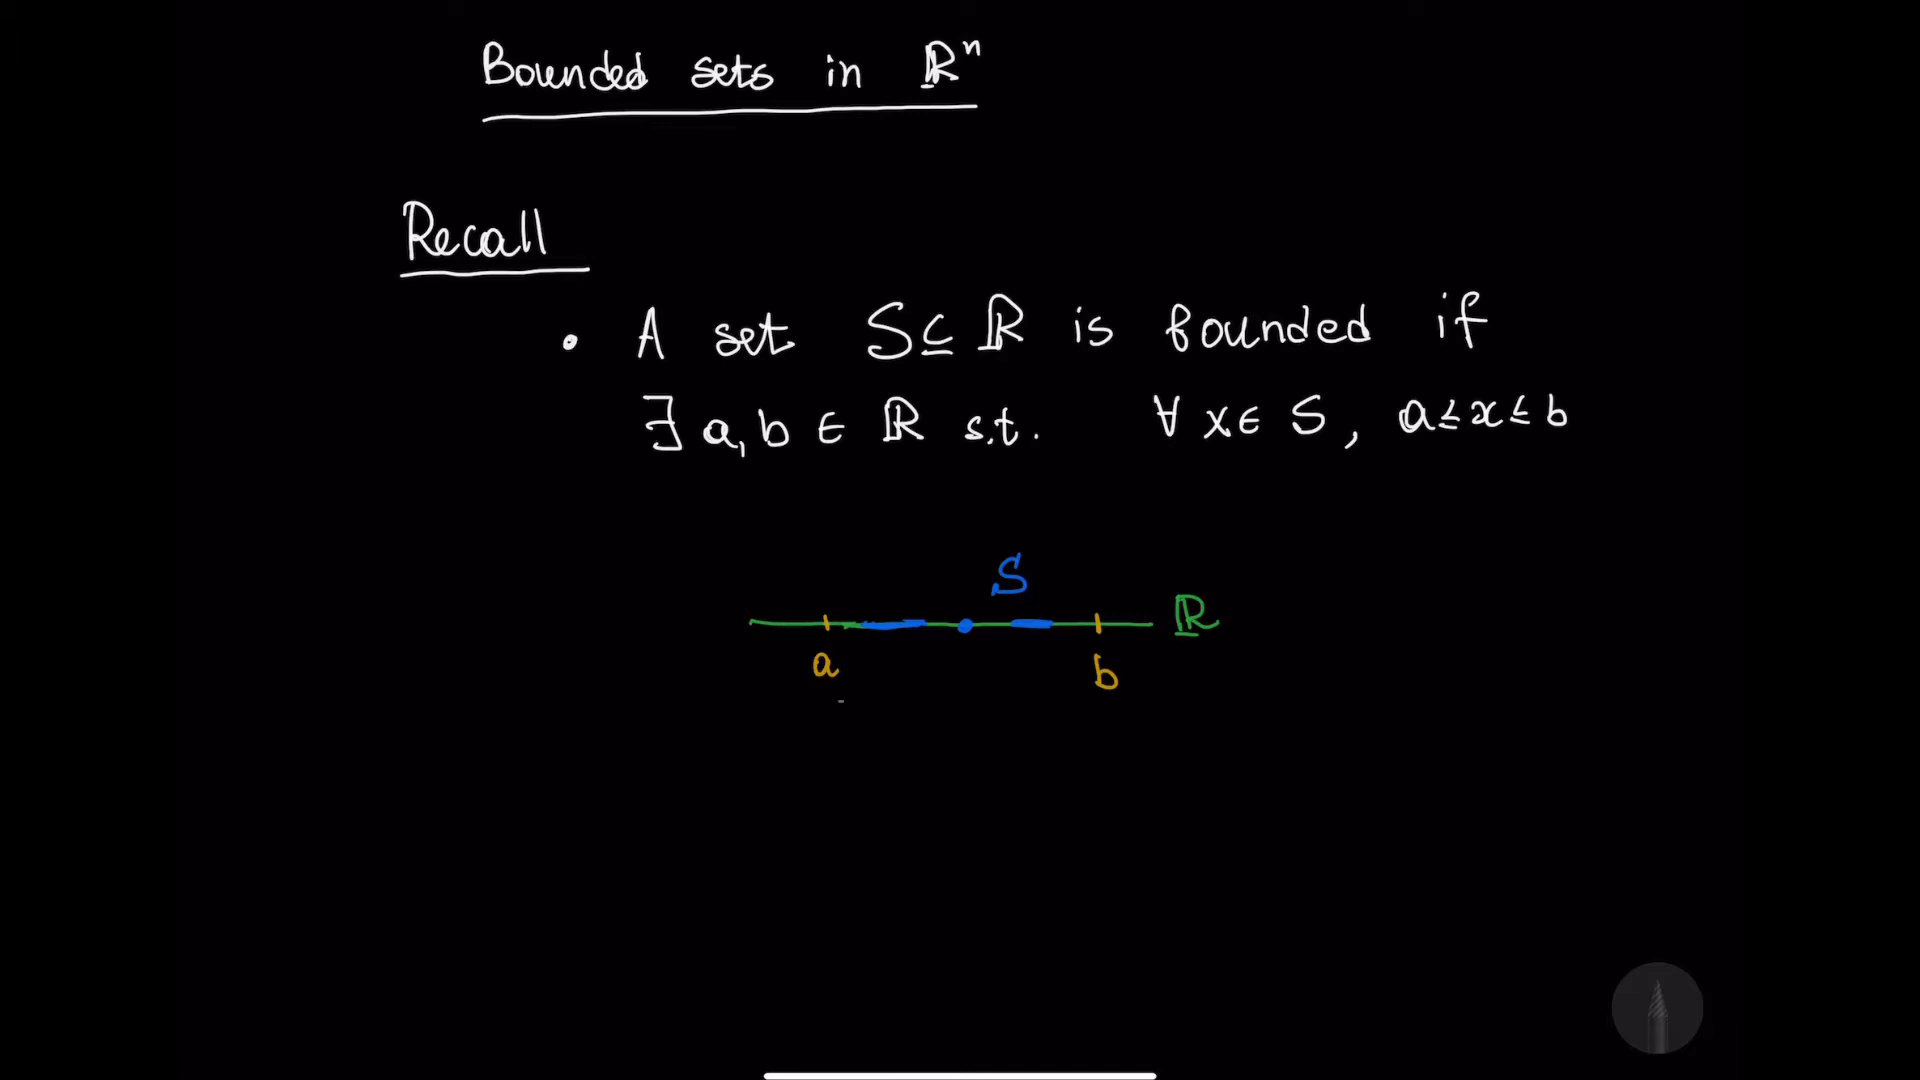 Bounded sets in ℝⁿ
Recall
• A set S ⊆ ℝ is bounded if
∃ a, b ∈ ℝ s.t. ∀ x ∈ S, a ≤ x ≤ b
S
ℝ
a
b